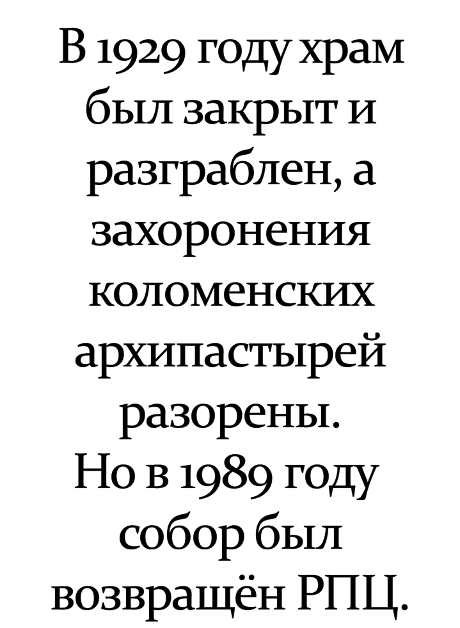 В 1929 году храм
был закрыт и
разграблен, а
захоронения
коломенских
архипастырей
разорены.
Но в 1989 году
собор был
возвращён РПЦ.